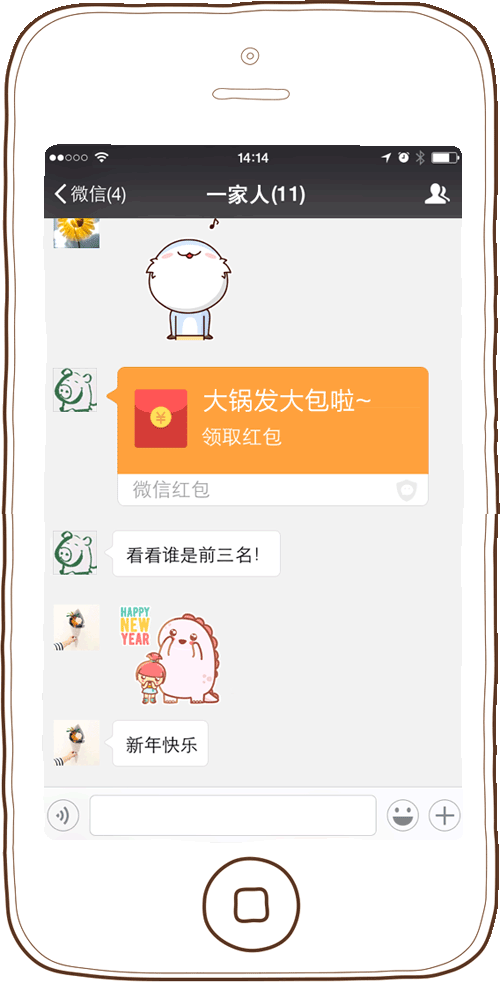 14:14
微信(4)
一家人(11)
大锅发大包啦~
领取红包
微信红包
看看谁是前三名!
HAPPY
NEW
YEAR
新年快乐